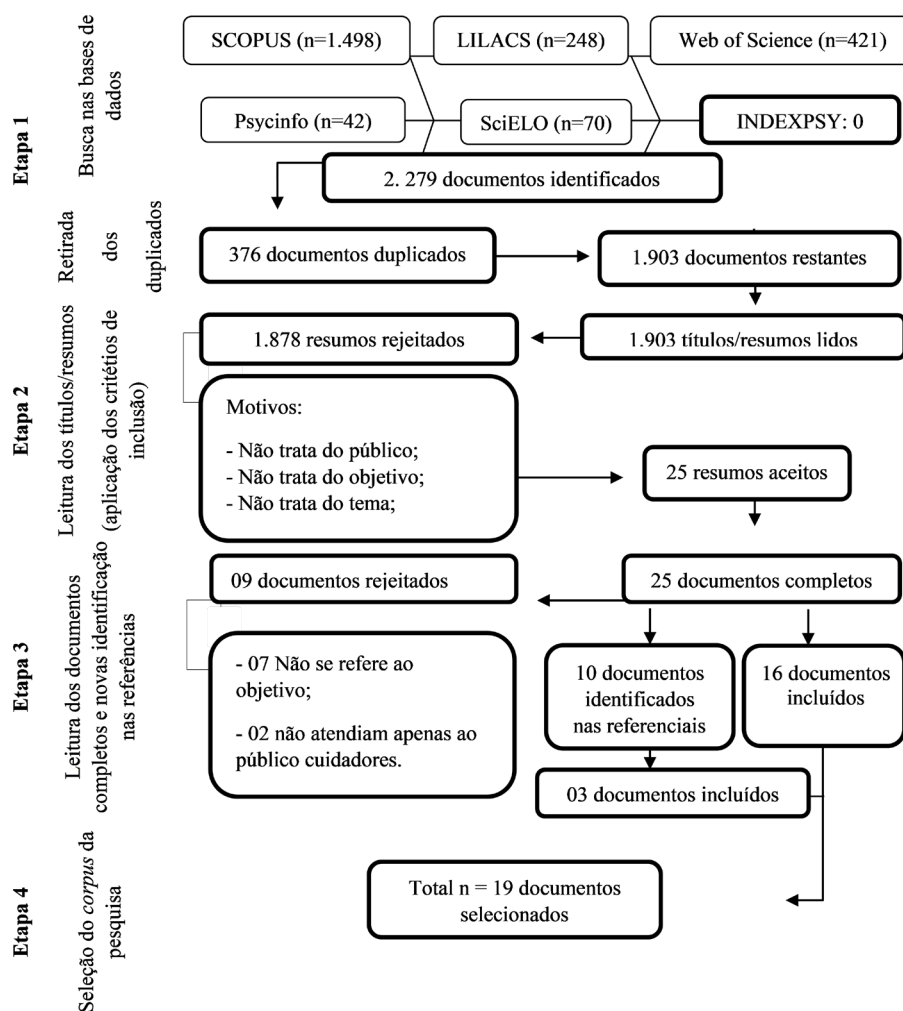 SCOPUS (n=1.498)
LILACS (n=248)
Web of Science (n=421)
Psycinfo (n=42)
SciELO (n=70)
INDEXPSY: 0
2. 279 documentos identificados
Etapa 1
Busca nas bases de
dados
376 documentos duplicados
1.903 documentos restantes
Retirada
dos
duplicados
1.878 resumos rejeitados
1.903 títulos/resumos lidos
Etapa 2
Leitura dos títulos/resumos
(aplicação dos critétios de
inclusão)
Motivos:
- Não trata do público;
- Não trata do objetivo;
- Não trata do tema;
25 resumos aceitos
09 documentos rejeitados
25 documentos completos
Etapa 3
Leitura dos documentos
completos e novas identificação
nas referências
- 07 Não se refere ao
objetivo;
- 02 não atendiam apenas ao
público cuidadores.
10 documentos
identificados
nas referenciais
16 documentos
incluídos
03 documentos incluídos
Etapa 4
Seleção do corpus da
pesquisa
Total n = 19 documentos
selecionados